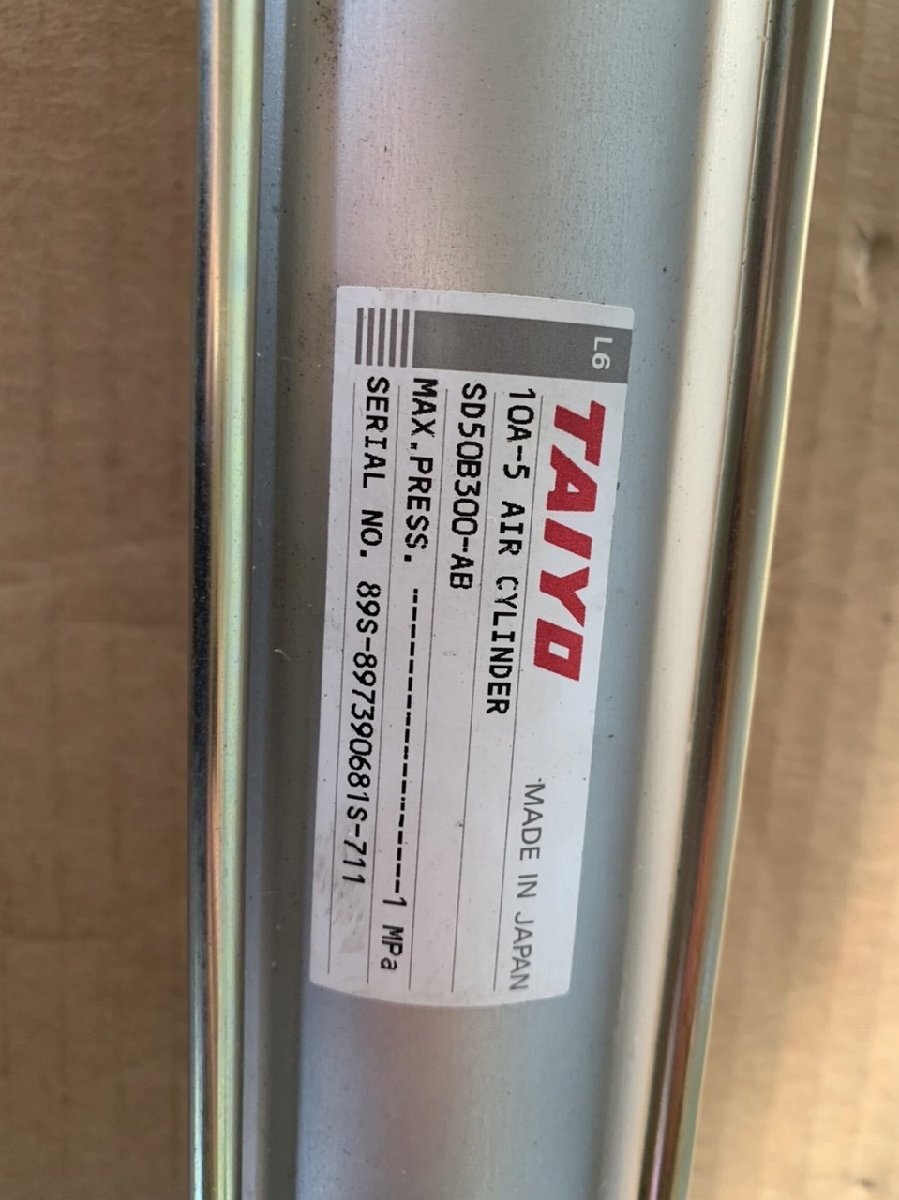 L6
TAIYO
MADE IN JAPAN
10A-5 AIR CYLINDER
SD50B300-AB
MAX.PRESS. ----------------1 MPa
SERIAL NO. 89S-897390681S-711